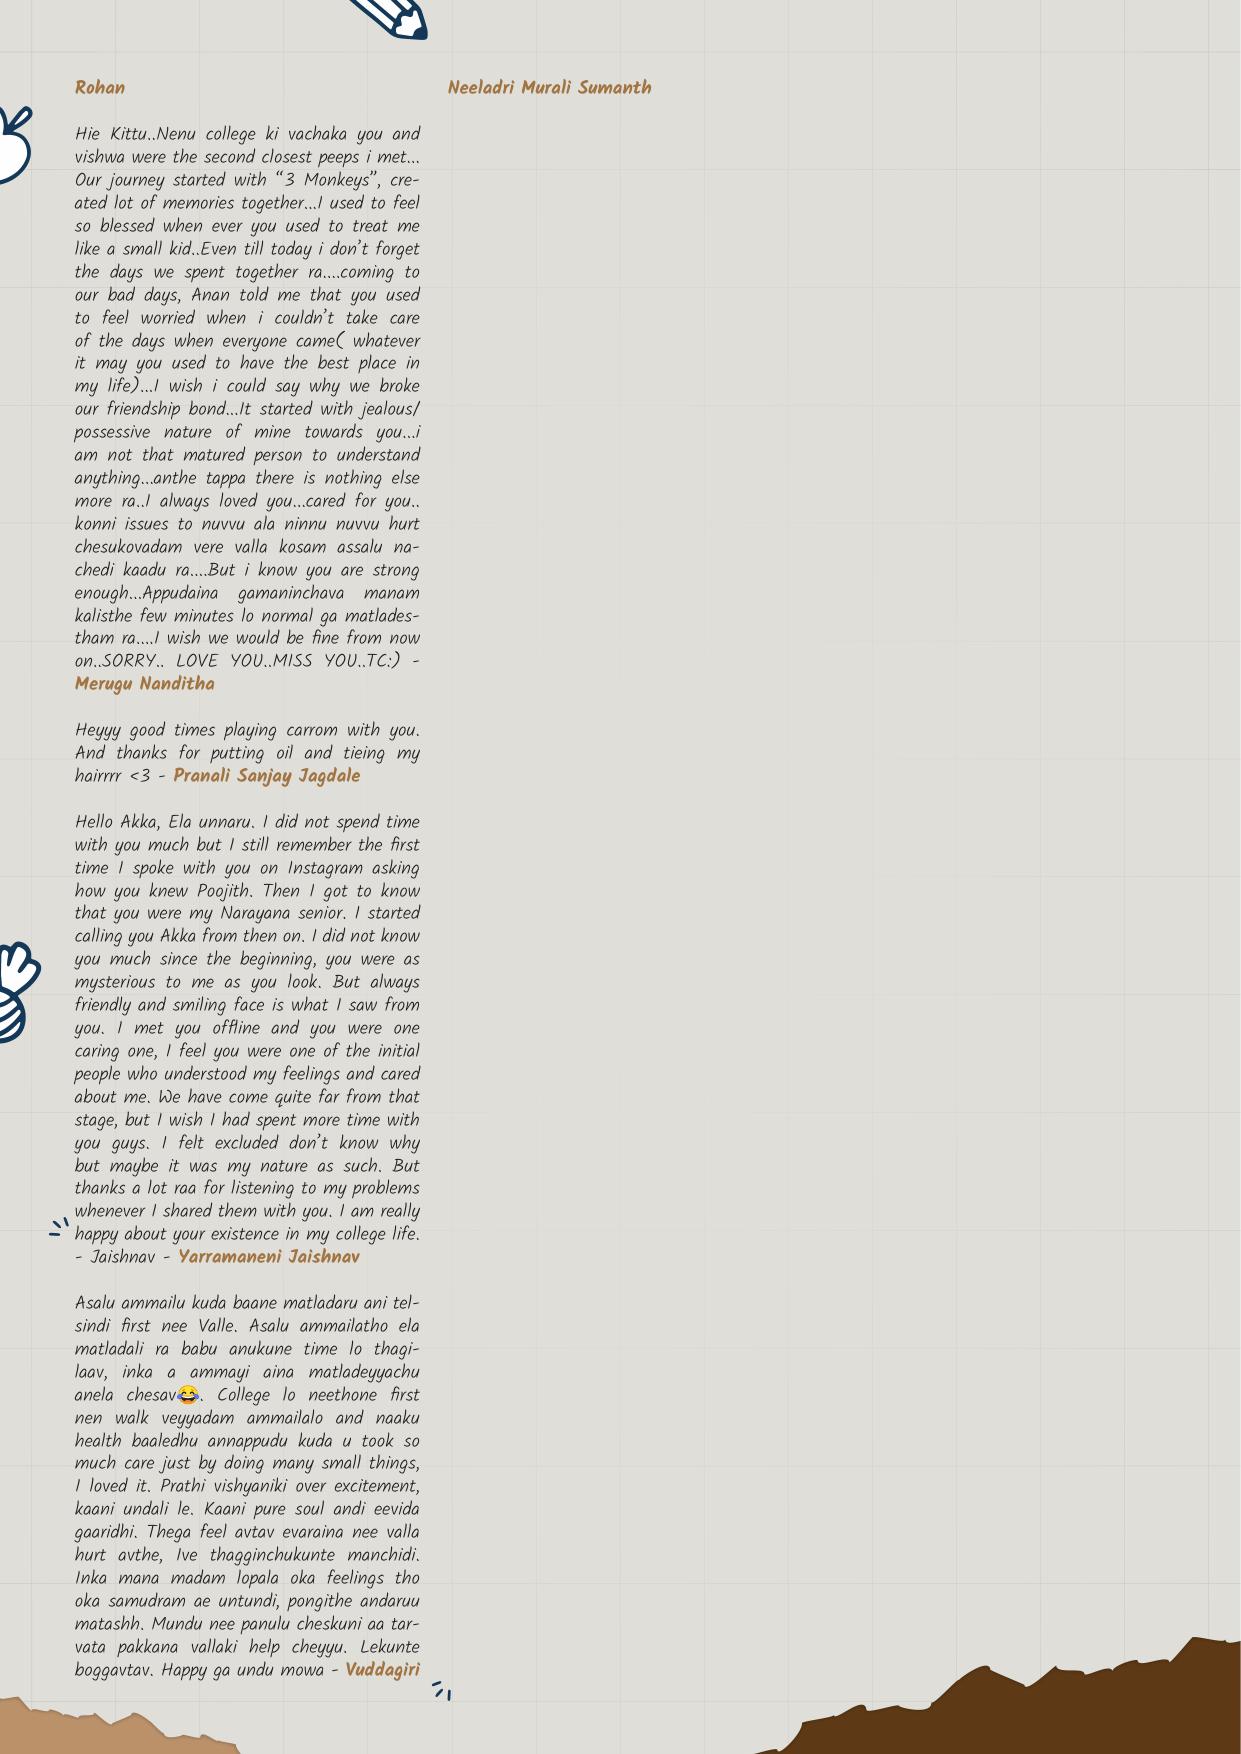 Rohan
Hie Kittu..Nenu college ki vachaka you and
vishwa were the second closest peeps i met...
Our journey started with “3 Monkeys”, cre-
ated lot of memories together...I used to feel
so blessed when ever you used to treat me
like a small kid..Even till today i don’t forget
the days we spent together ra....coming to
our bad days, Anan told me that you used
to feel worried when i couldn’t take care
of the days when everyone came( whatever
it may you used to have the best place in
my life)...I wish i could say why we broke
our friendship bond...It started with jealous/
possessive nature of mine towards you...i
am not that matured person to understand
anything...anthe tappa there is nothing else
more ra..I always loved you...cared for you..
konni issues to nuvvu ala ninnu nuvvu hurt
chesukovadam vere valla kosam assalu na-
chedi kaadu ra....But i know you are strong
enough...Appudaina gamaninchava manam
kalisthe few minutes lo normal ga matlades-
tham ra....I wish we would be fine from now
on..SORRY.. LOVE YOU..MISS YOU..TC:) -
Merugu Nanditha
Heyyy good times playing carrom with you.
And thanks for putting oil and tieing my
hairrrr <3 - Pranali Sanjay Jagdale
Hello Akka, Ela unnaru. I did not spend time
with you much but I still remember the first
time I spoke with you on Instagram asking
how you knew Poojith. Then I got to know
that you were my Narayana senior. I started
calling you Akka from then on. I did not know
you much since the beginning, you were as
mysterious to me as you look. But always
friendly and smiling face is what I saw from
you. I met you offline and you were one
caring one, I feel you were one of the initial
people who understood my feelings and cared
about me. We have come quite far from that
stage, but I wish I had spent more time with
you guys. I felt excluded don’t know why
but maybe it was my nature as such. But
thanks a lot raa for listening to my problems
whenever I shared them with you. I am really
happy about your existence in my college life.
- Jaishnav - Yarramaneni Jaishnav
Asalu ammailu kuda baane matladaru ani tel-
sindi first nee Valle. Asalu ammailatho ela
matladali ra babu anukune time lo thagi-
laav, inka a ammayi aina matladeyyachu
anela chesav😂. College lo neethone first
nen walk veyyadam ammailalo and naaku
health baaledhu annappudu kuda u took so
much care just by doing many small things,
I loved it. Prathi vishyaniki over excitement,
kaani undali le. Kaani pure soul andi eevida
gaaridhi. Thega feel avtav evaraina nee valla
hurt avthe, Ive thagginchukunte manchidi.
Inka mana madam lopala oka feelings tho
oka samudram ae untundi, pongithe andaruu
matashh. Mundu nee panulu cheskuni aa tar-
vata pakkana vallaki help cheyyu. Lekunte
boggavtav. Happy ga undu mowa - Vuddagiri
Neeladri Murali Sumanth